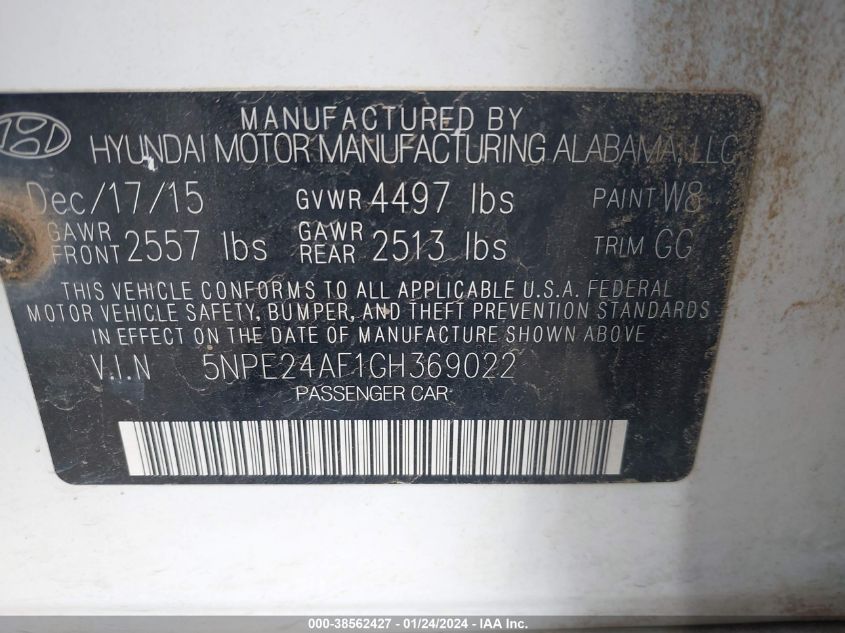 MANUFACTURED BY
HYUNDAI MOTOR MANUFACTURING ALABAMA, LLC
Dec/17/15 GVWR 4497 lbs PAINT W8
GAWR FRONT 2557 lbs GAWR REAR 2513 lbs TRIM GG
THIS VEHICLE CONFORMS TO ALL APPLICABLE U.S.A. FEDERAL
MOTOR VEHICLE SAFETY, BUMPER, AND THEFT PREVENTION STANDARDS
IN EFFECT ON THE DATE OF MANUFACTURE SHOWN ABOVE
V.I.N 5NPE24AF1GH369022
PASSENGER CAR
000-38562427 - 01/24/2024 - IAA Inc.